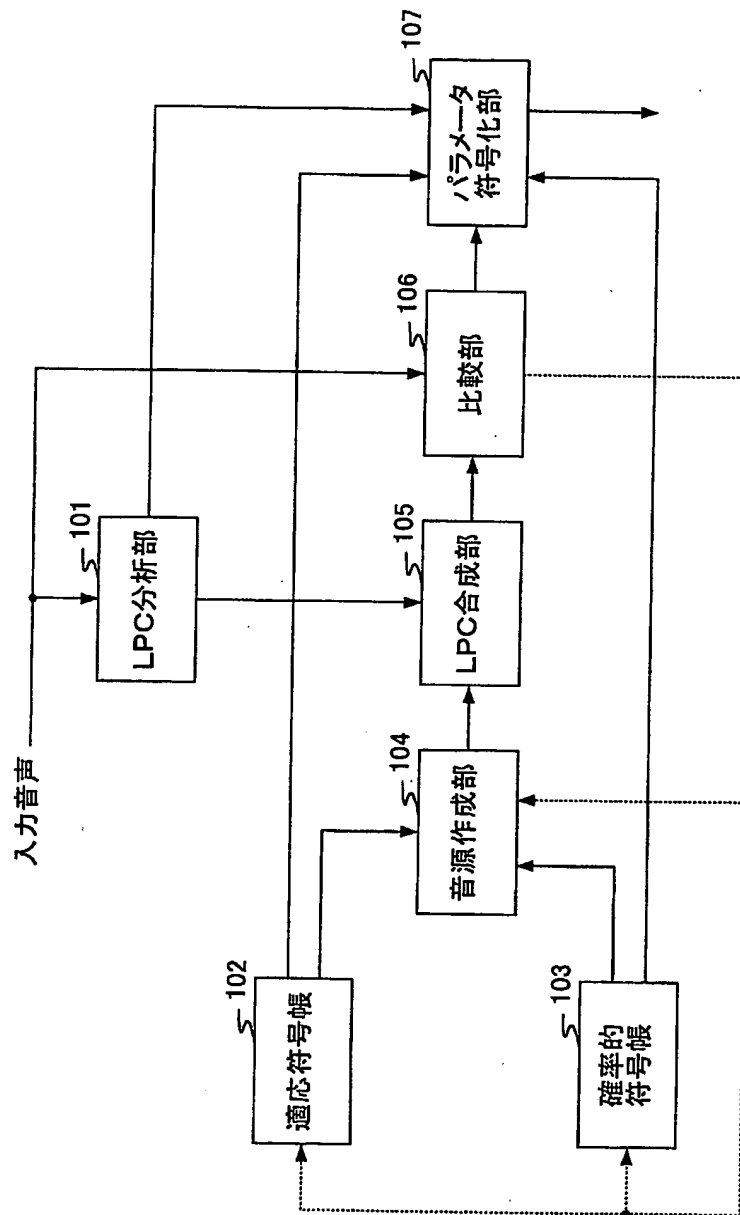 入力音声
101
LPC分析部
102
適応符号帳
104
音源作成部
105
LPC合成部
106
比較部
107
パラメータ
符号化部
103
確率的
符号帳